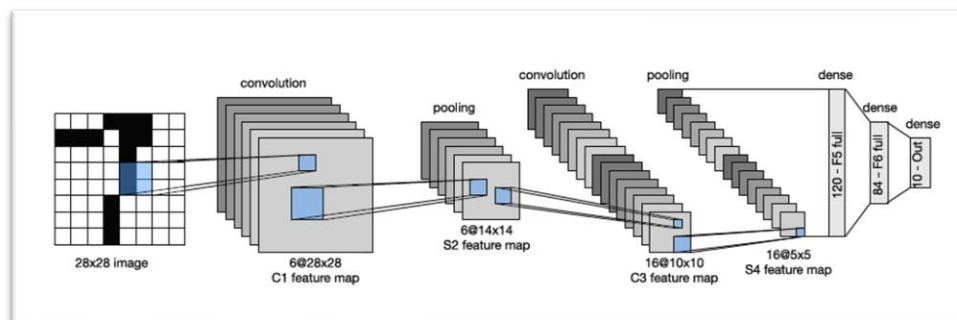 convolution
pooling
convolution
pooling
dense
dense
dense
28x28 image
6@28x28
C1 feature map
6@14x14
S2 feature map
16@10x10
C3 feature map
16@5x5
S4 feature map
120 - F5 full
84 - F6 full
10 - Out